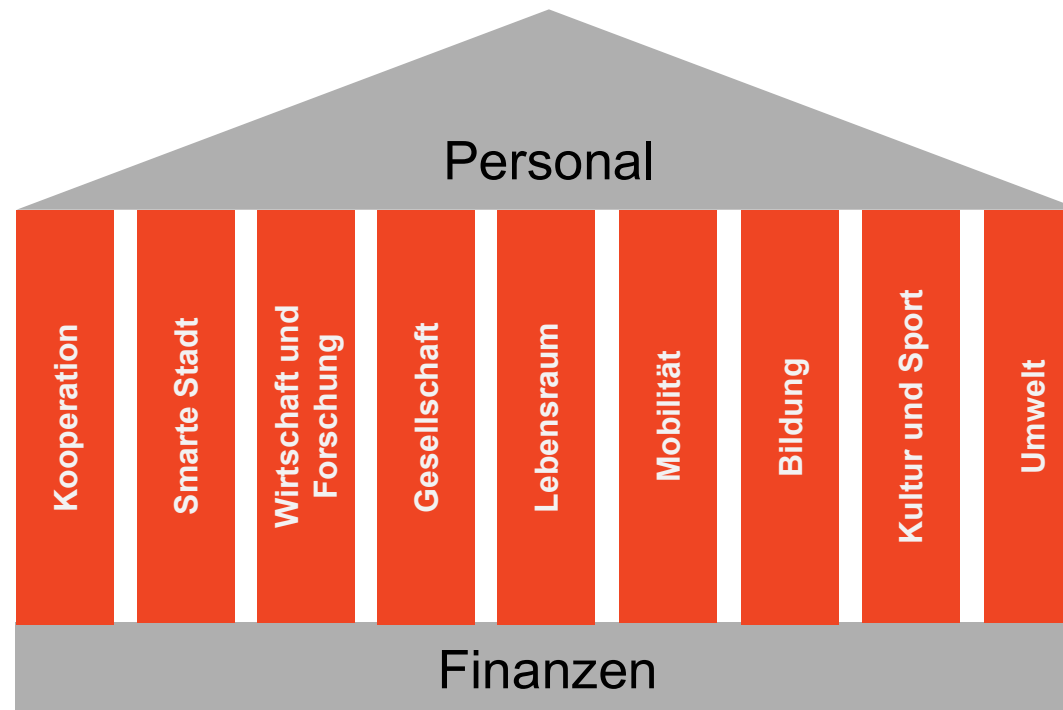 Personal
Kooperation
Smarte Stadt
Wirtschaft und
Forschung
Gesellschaft
Lebensraum
Mobilität
Bildung
Kultur und Sport
Umwelt
Finanzen